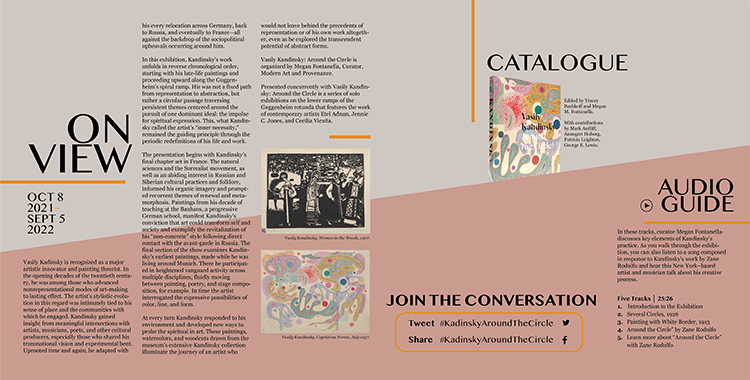 ON
VIEW
OCT 8
2021–
SEPT 5
2022
Vasily Kadinsky is recognized as a major
artistic innovator and painting theorist. In
the opening decades of the twentieth centu-
ry, he was among those who advanced
nonrepresentational modes of art-making
to lasting effect. The artist's stylistic evolu-
tion in this regard was intimately tied to his
sense of place and the communities with
which he engaged. Kandinsky gained
insight from meaningful intersections with
artists, musicians, poets, and other cultural
producers, especially those who shared his
transnational vision and experimental bent.
Uprooted time and again, he adapted with
his every relocation across Germany, back
to Russia, and eventually to France—all
against the backdrop of the sociopolitical
upheavals occurring around him.
In this exhibition, Kandinsky's work
unfolds in reverse chronological order,
starting with his late-life paintings and
proceeding upward along the Guggen-
heim's spiral ramp. His was not a fixed path
from representation to abstraction, but
rather a circular passage traversing
persistent themes centered around the
pursuit of one dominant ideal: the impulse
for spiritual expression. This, what Kandin-
sky called the artist's "inner necessity,"
remained the guiding principle through the
periodic redefinitions of his life and work.
The presentation begins with Kandinsky's
final chapter set in France. The natural
sciences and the Surrealist movement, as
well as an abiding interest in Russian and
Siberian cultural practices and folklore,
informed his organic imagery and prompt-
ed recurrent themes of renewal and meta-
morphosis. Paintings from his decade of
teaching at the Bauhaus, a progressive
German school, manifest Kandinsky's
conviction that art could transform self and
society and exemplify the revitalization of
his "non-concrete" style following direct
contact with the avant-garde in Russia. The
final section of the show examines Kandin-
sky's earliest paintings, made while he was
living around Munich. There he participat-
ed in heightened vanguard activity across
multiple disciplines, fluidly moving
between painting, poetry, and stage compo-
sition, for example. In time the artist
interrogated the expressive possibilities of
color, line, and form.
At every turn Kandinsky responded to his
environment and developed new ways to
probe the spiritual in art. These paintings,
watercolors, and woodcuts drawn from the
museum's extensive Kandinsky collection
illuminate the journey of an artist who
would not leave behind the precedents of
representation or of his own work altogeth-
er, even as he explored the transcendent
potential of abstract forms.
Vasily Kandinsky: Around the Circle is
organized by Megan Fontanella, Curator,
Modern Art and Provenance.
Presented concurrently with Vasily Kandin-
sky: Around the Circle is a series of solo
exhibitions on the lower ramps of the
Guggenheim rotunda that features the work
of contemporary artists Etel Adnan, Jennie
C. Jones, and Cecilia Vicuña.
Vasily Kandinsky, Women in the Woods, 1907.
Vasily Kandinsky, Capricious Forms, July 1937.
CATALOGUE
Vasily
Kandinsky
Edited by Tracey
Bashkoff and Megan
M. Fontanella.
With contributions
by Mark Antliff,
Annegret Hoberg,
Patricia Leighton,
George E. Lewis.
AUDIO
GUIDE
In these tracks, curator Megan Fontanella-
discusses key elements of Kandinsky's
practice. As you walk through the exhibi-
tion, you can also listen to a song composed
in response to Kandinsky's work by Zane
Rodulfo and hear this New York–based
artist and musician talk about his creative
process.
Five Tracks | 25:26
1. Introduction to the Exhibition
2. Several Circles, 1926
3. Painting with White Border, 1913
4. Around the Circle" by Zane Rodulfo
5. Learn more about "Around the Circle"
with Zane Rodulfo
JOIN THE CONVERSATION
Tweet #KadinskyAroundTheCircle
Share #KadinskyAroundTheCircle